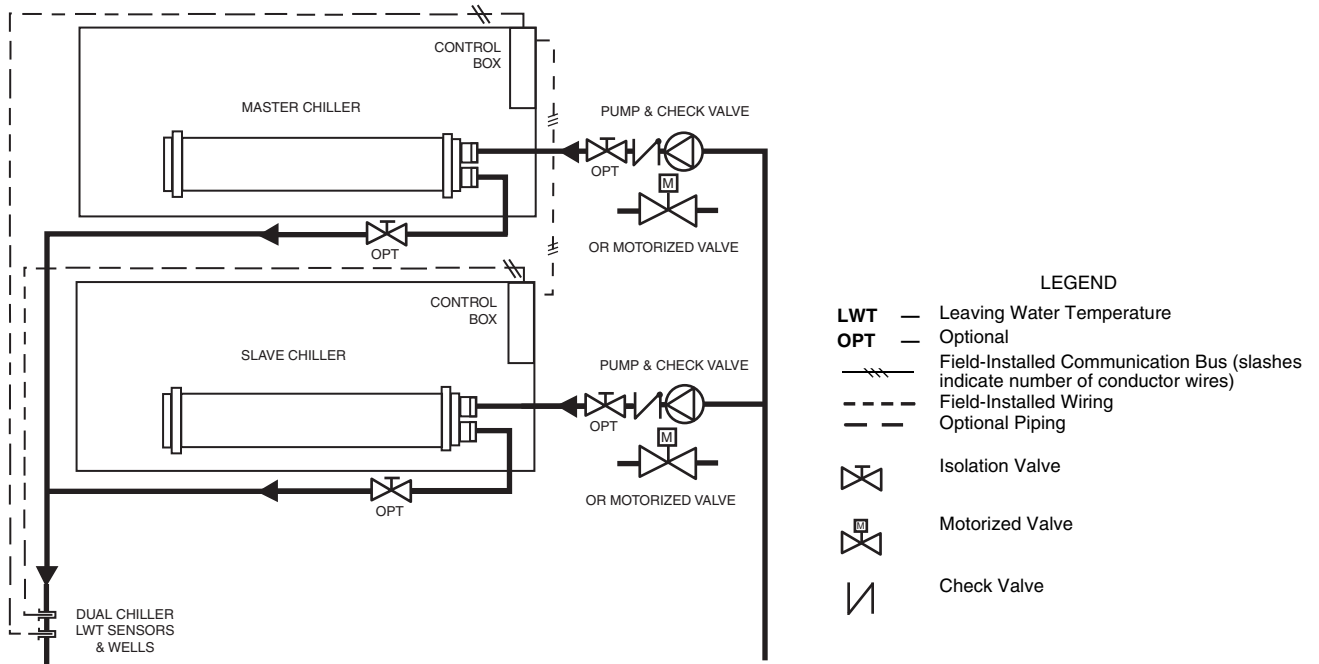 CONTROL
BOX
MASTER CHILLER
PUMP & CHECK VALVE
OPT
M
OR MOTORIZED VALVE
OPT
CONTROL
BOX
SLAVE CHILLER
PUMP & CHECK VALVE
OPT
M
OR MOTORIZED VALVE
OPT
DUAL CHILLER
LWT SENSORS
& WELLS
LEGEND
LWT — Leaving Water Temperature
OPT — Optional
Field-Installed Communication Bus (slashes
indicate number of conductor wires)
Field-Installed Wiring
Optional Piping
Isolation Valve
M
Motorized Valve
Check Valve